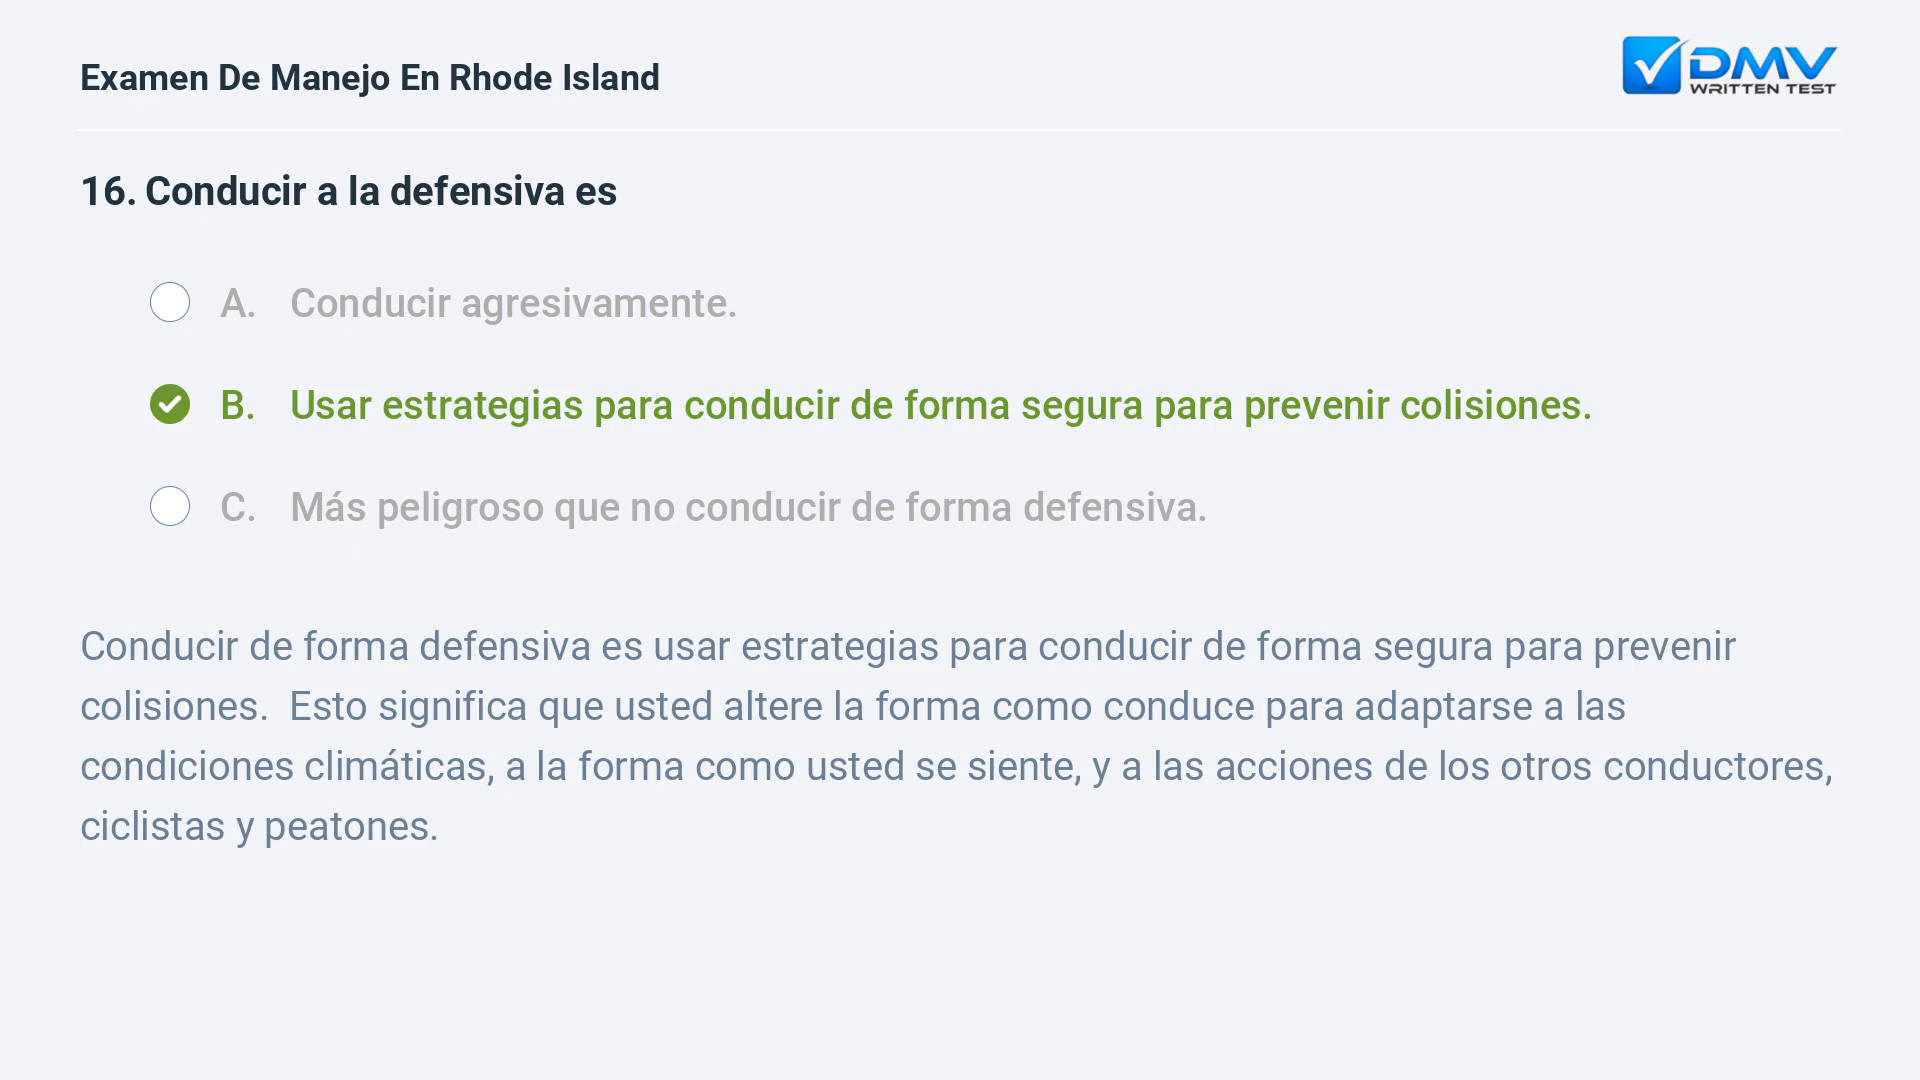 Examen De Manejo En Rhode Island
DMV
WRITTEN TEST
16. Conducir a la defensiva es
A. Conducir agresivamente.
B. Usar estrategias para conducir de forma segura para prevenir colisiones.
C. Más peligroso que no conducir de forma defensiva.
Conducir de forma defensiva es usar estrategias para conducir de forma segura para prevenir
colisiones.  Esto significa que usted altere la forma como conduce para adaptarse a las
condiciones climáticas, a la forma como usted se siente, y a las acciones de los otros conductores,
ciclistas y peatones.